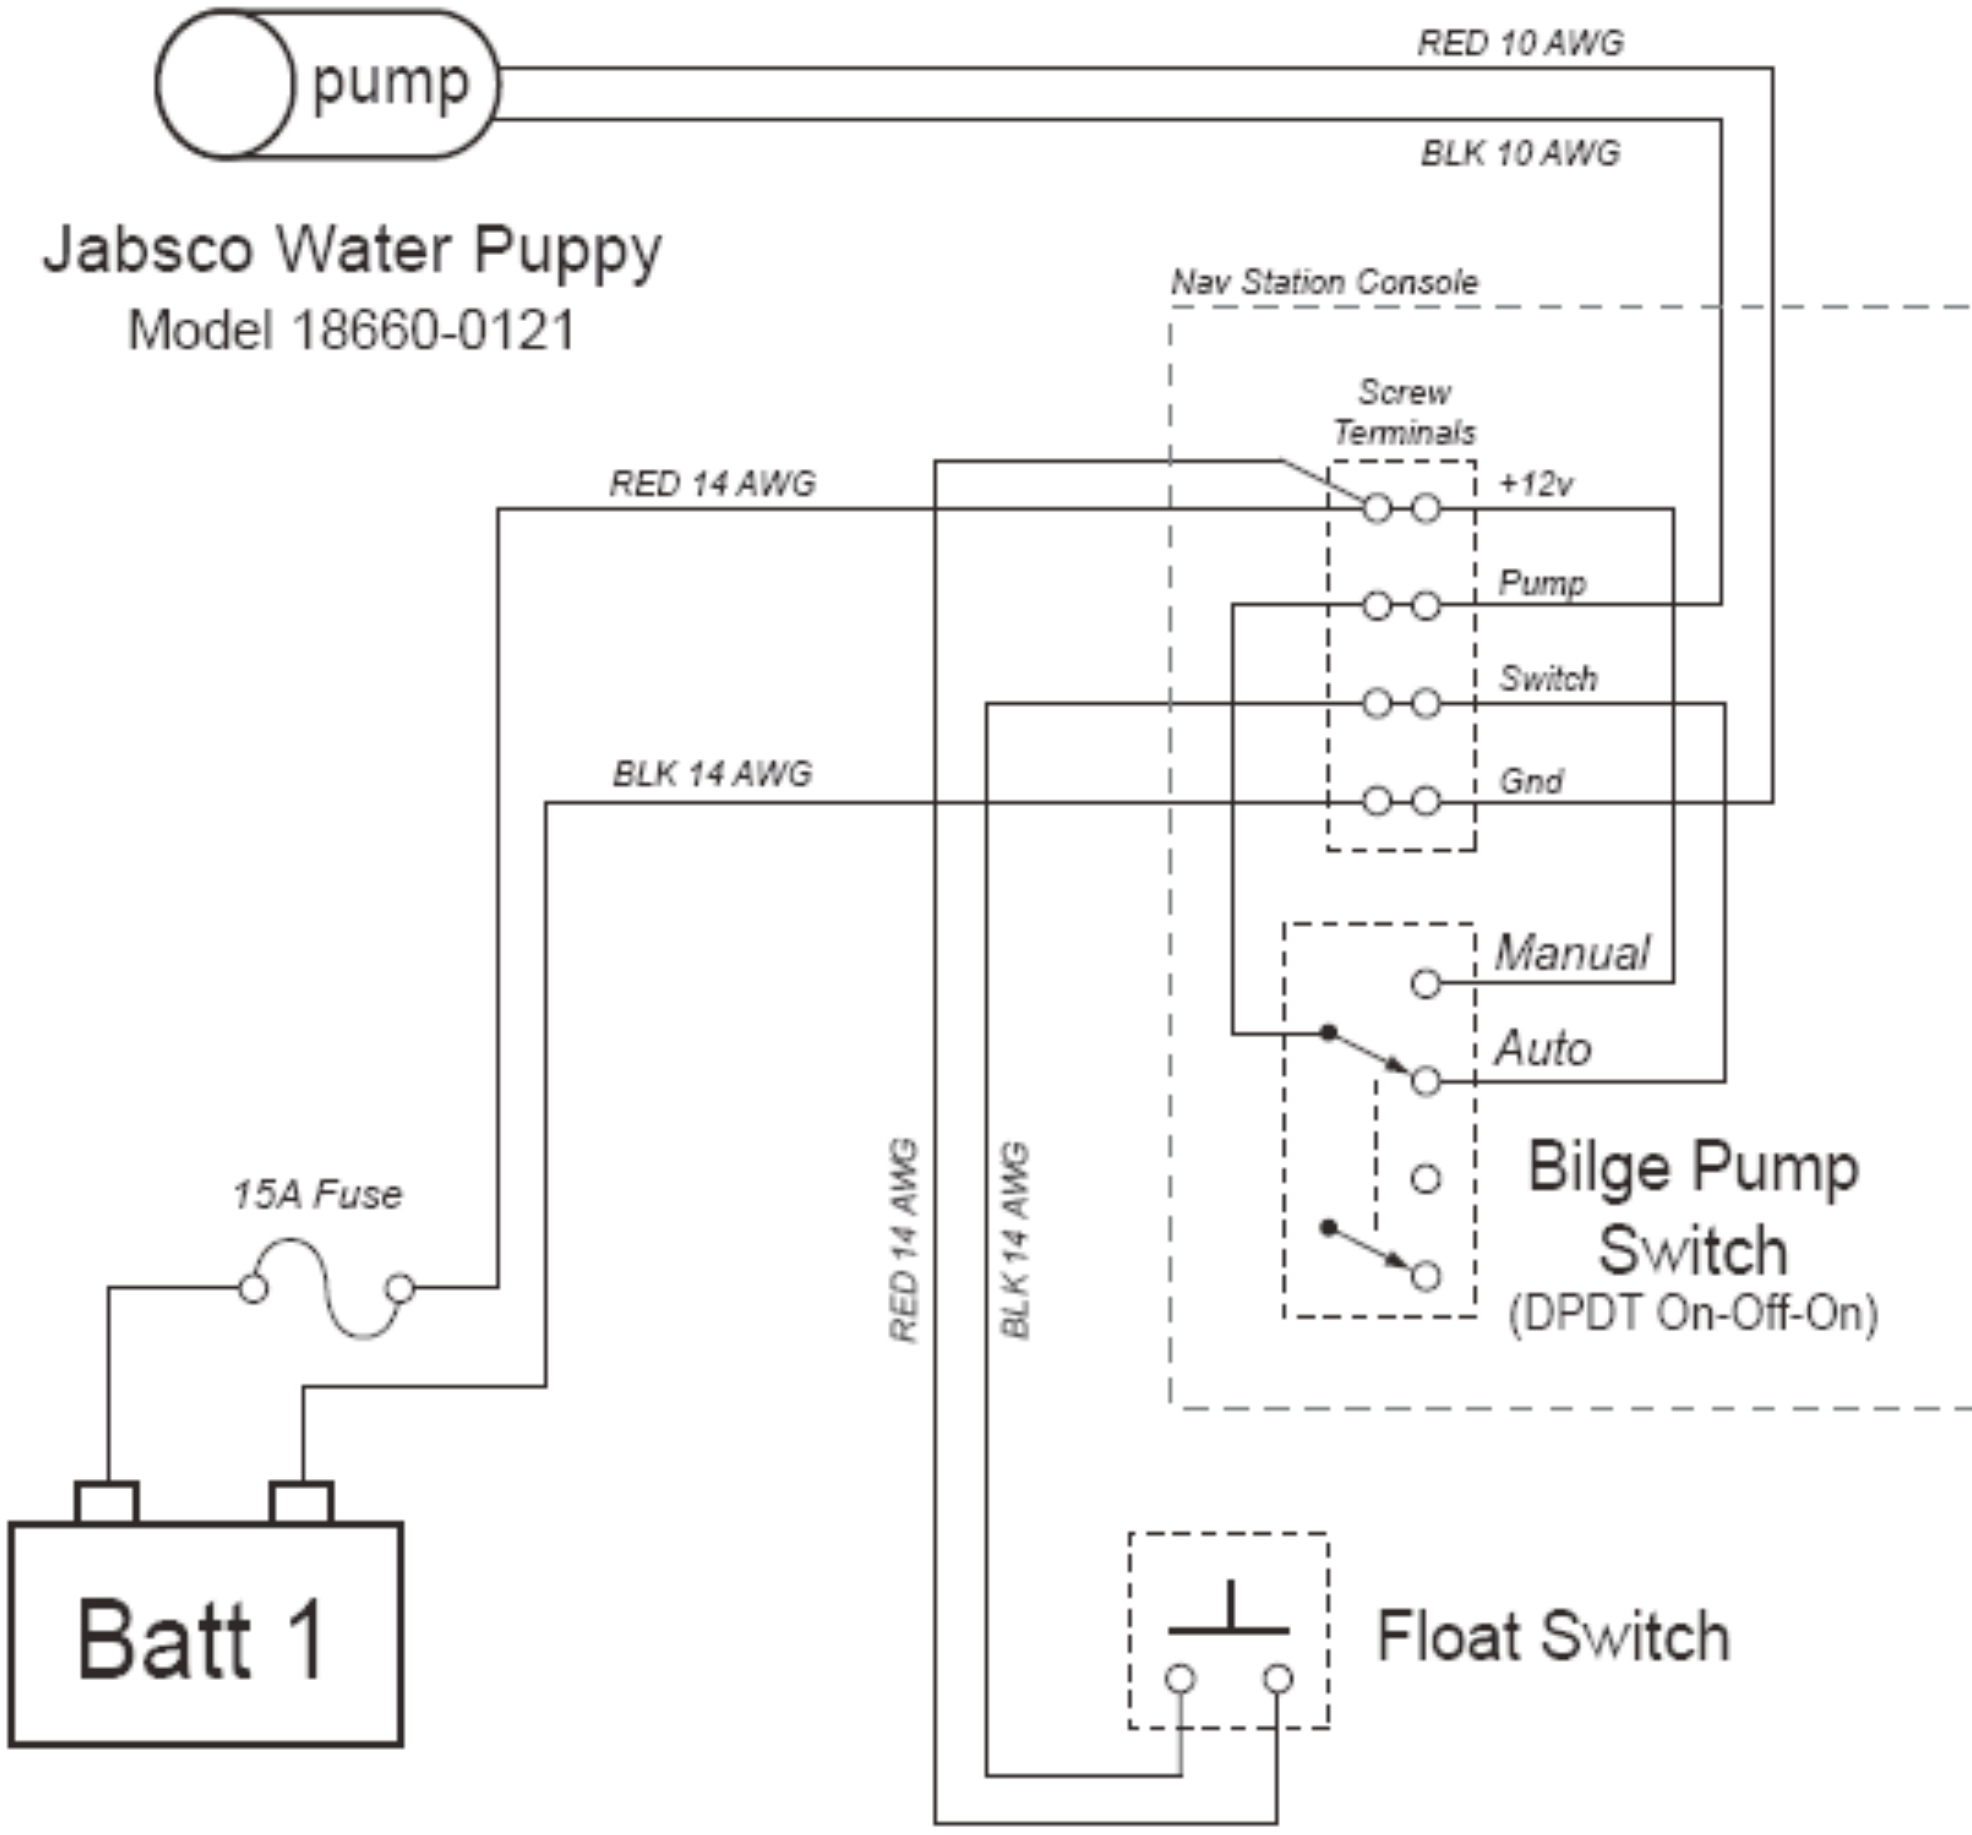 RED 10 AWG
pump
BLK 10 AWG
Jabsco Water Puppy
Model 18660-0121
Nav Station Console
Screw
Terminals
RED 14 AWG
+12v
Pump
Switch
BLK 14 AWG
Gnd
Manual
Auto
RED 14 AWG
BLK 14 AWG
15A Fuse
Bilge Pump
Switch
(DPDT On-Off-On)
Batt 1
Float Switch